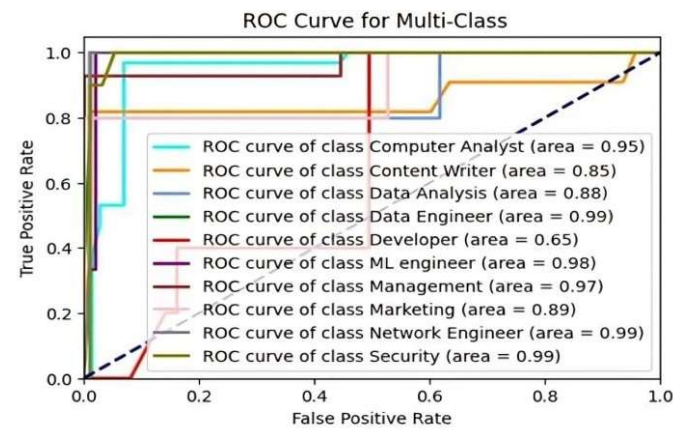 ROC Curve for Multi-Class
True Positive Rate
1.0
0.8
0.6
0.4
0.2
0.0
ROC curve of class Computer Analyst (area = 0.95)
ROC curve of class Content Writer (area = 0.85)
ROC curve of class Data Analysis (area = 0.88)
ROC curve of class Data Engineer (area = 0.99)
ROC curve of class Developer (area = 0.65)
ROC curve of class ML engineer (area = 0.98)
ROC curve of class Management (area = 0.97)
ROC curve of class Marketing (area = 0.89)
ROC curve of class Network Engineer (area = 0.99)
ROC curve of class Security (area = 0.99)
0.0 0.2 0.4 0.6 0.8 1.0
False Positive Rate